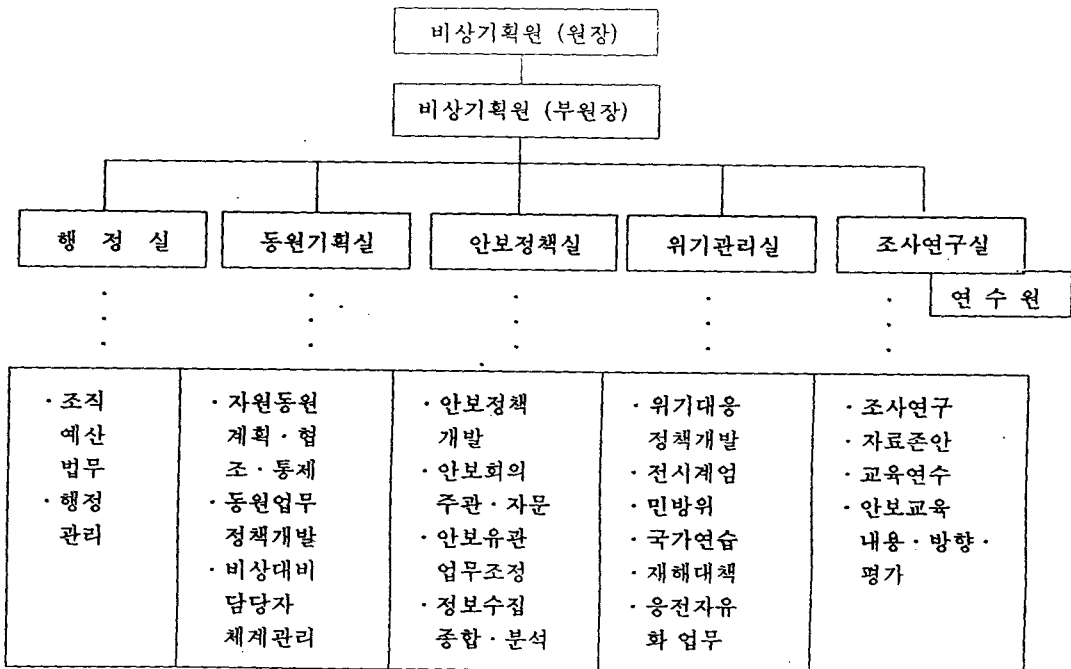 비상기획원 (원장)
비상기획원 (부원장)
행 정 실
동원기획실
안보정책실
위기관리실
조사연구실
연 수 원
· 조직
예산
법무
· 행정
관리
· 자원동원
계획 · 협
조 · 통제
· 동원업무
정책개발
· 비상대비
담당자
체계관리
· 안보정책
개발
· 안보회의
주관 · 자문
· 안보유관
업무조정
· 정보수집
종합 · 분석
· 위기대응
정책개발
· 전시계엄
· 민방위
· 국가연습
· 재해대책
· 응전자유
화 업무
· 조사연구
· 자료존안
· 교육연수
· 안보교육
내용 · 방향 ·
평가